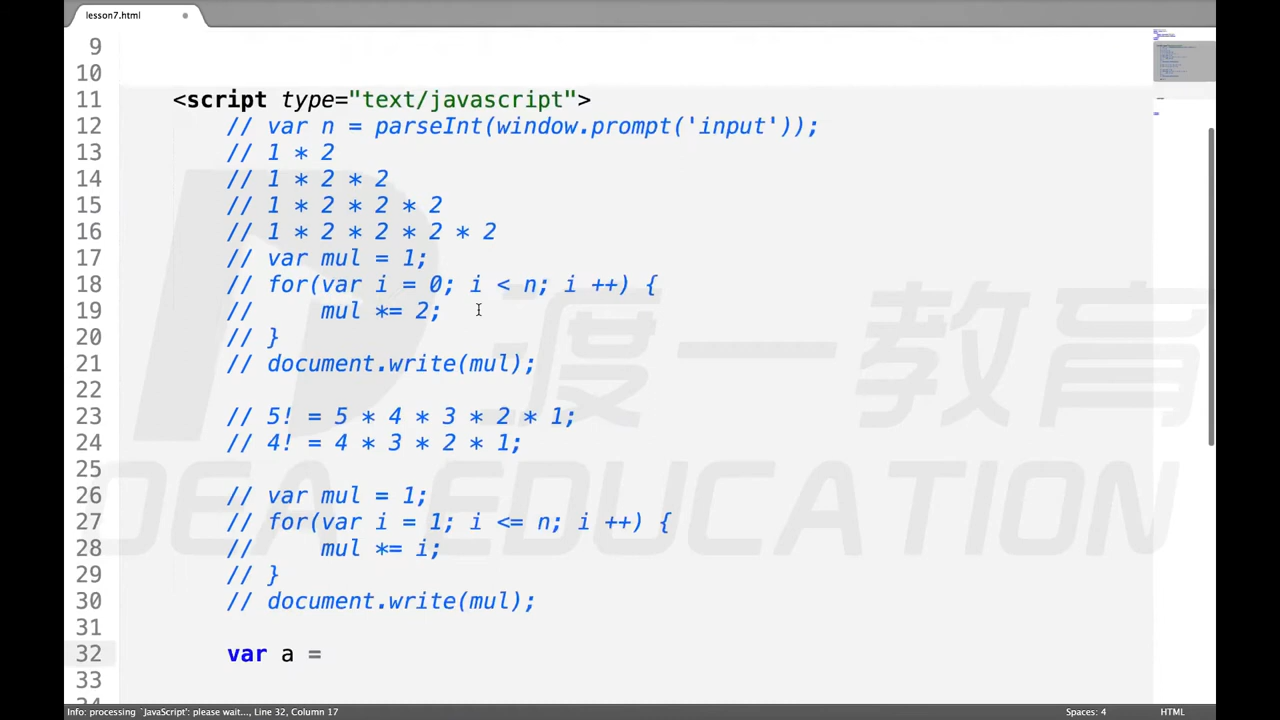 lesson7.html
9
10
11 <script type="text/javascript">
12 // var n = parseInt(window.prompt('input'));
13 // 1 * 2
14 // 1 * 2 * 2
15 // 1 * 2 * 2 * 2
16 // 1 * 2 * 2 * 2 * 2
17 // var mul = 1;
18 // for(var i = 0; i < n; i ++) {
19 //     mul *= 2;
20 // }
21 // document.write(mul);
22
23 // 5! = 5 * 4 * 3 * 2 * 1;
24 // 4! = 4 * 3 * 2 * 1;
25
26 // var mul = 1;
27 // for(var i = 1; i <= n; i ++) {
28 //     mul *= i;
29 // }
30 // document.write(mul);
31
32 var a =
33
渡一教育
DEA EDUCATION
Info: processing `JavaScript': please wait..., Line 32, Column 17
Spaces: 4
HTML